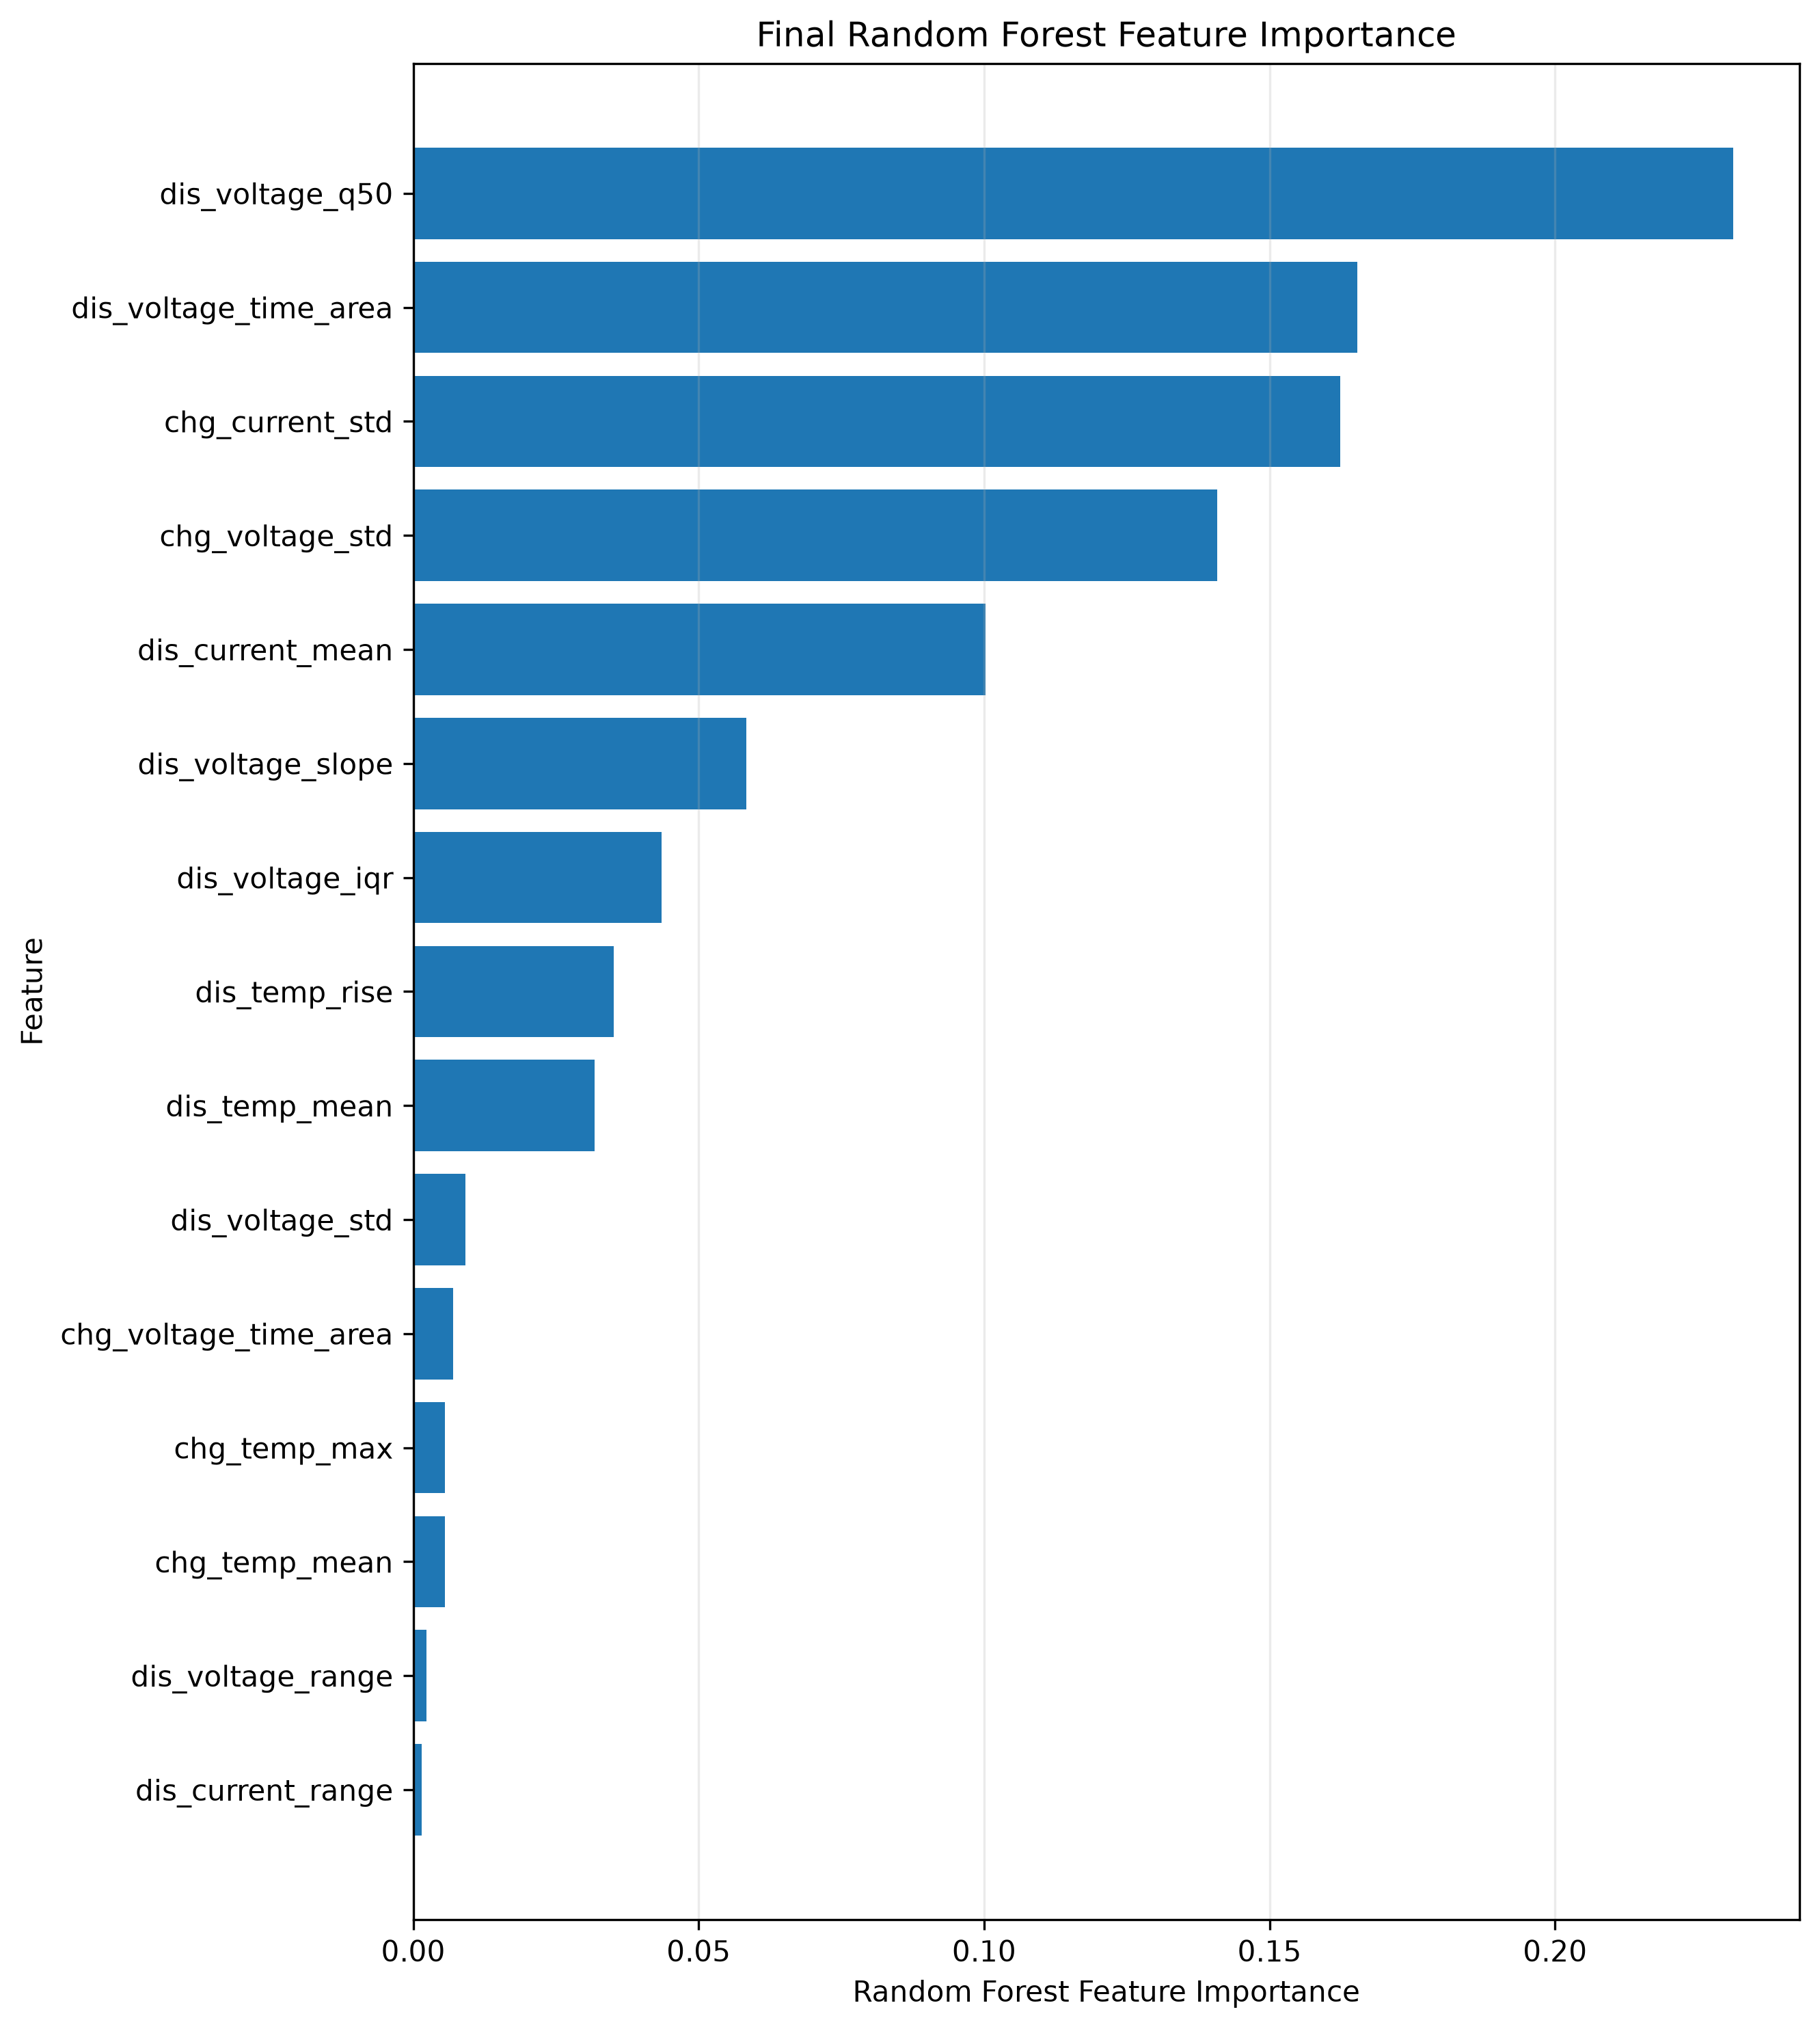 Final Random Forest Feature Importance
dis_voltage_q50
dis_voltage_time_area
chg_current_std
chg_voltage_std
dis_current_mean
dis_voltage_slope
dis_voltage_iqr
dis_temp_rise
dis_temp_mean
dis_voltage_std
chg_voltage_time_area
chg_temp_max
chg_temp_mean
dis_voltage_range
dis_current_range
Feature
0.00 0.05 0.10 0.15 0.20
Random Forest Feature Importance